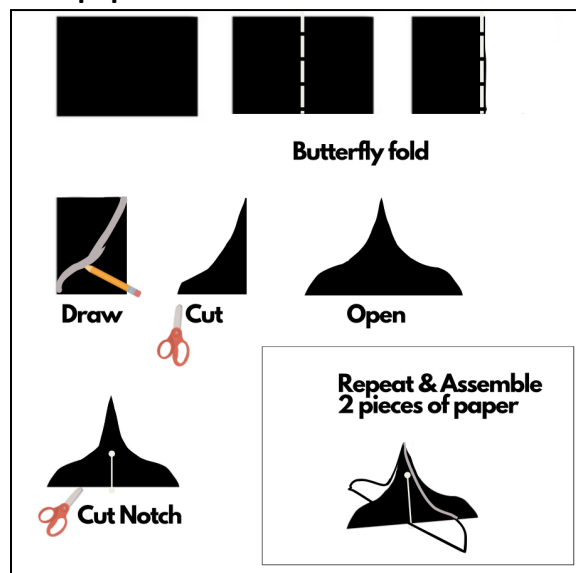 Butterfly fold
Draw
Cut
Open
Repeat & Assemble
2 pieces of paper
Cut Notch